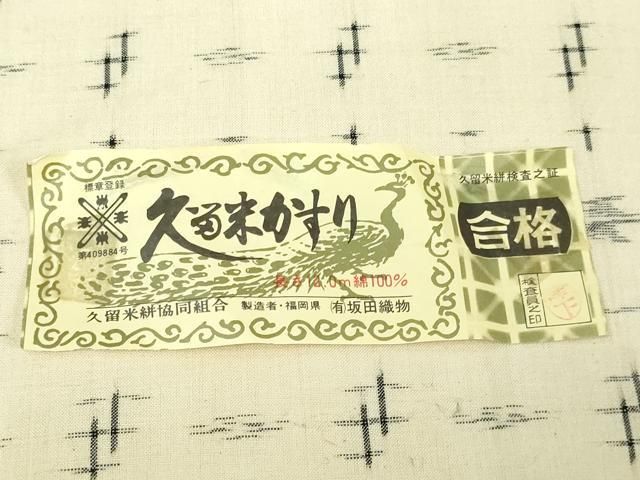 標章登録
第409884号
久留米かすり
長さ12.0m綿100%
久留米絣協同組合 製造者・福岡県 ㈲坂田織物
久留米絣検査之証
合格
検査員之印